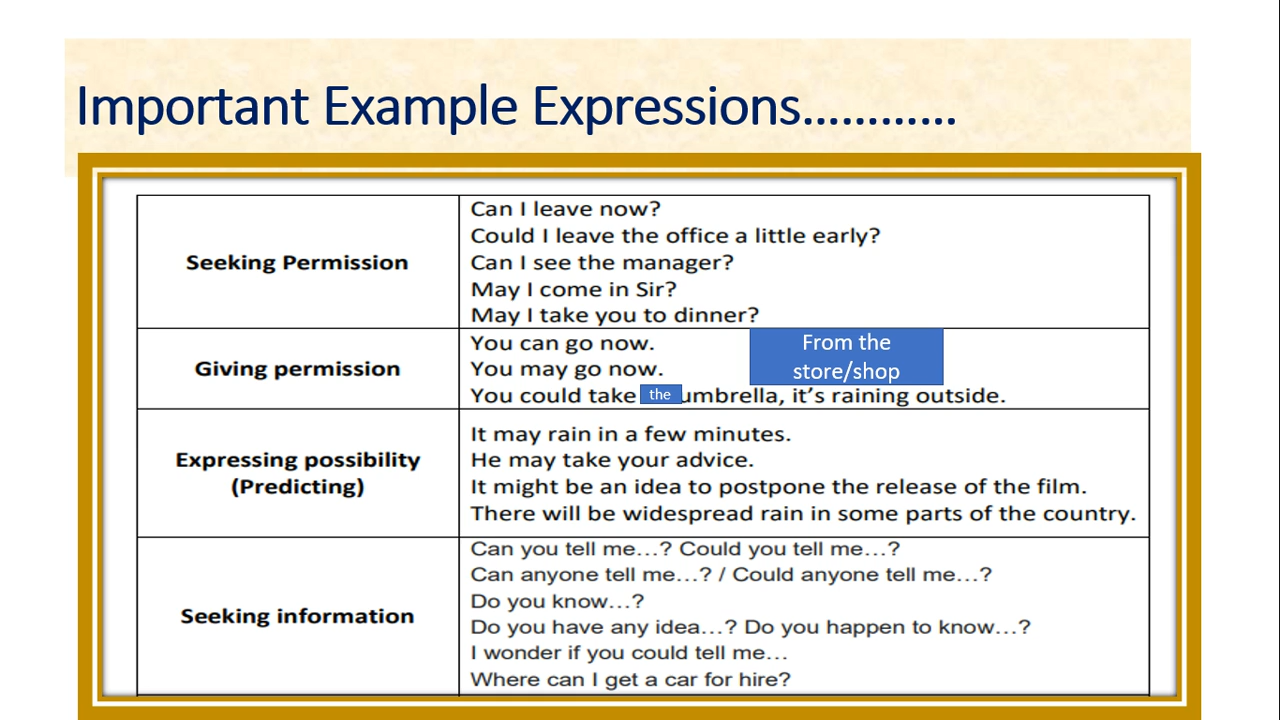 Important Example Expressions…………
Seeking Permission
Can I leave now?
Could I leave the office a little early?
Can I see the manager?
May I come in Sir?
May I take you to dinner?
Giving permission
You can go now.
You may go now.
From the
store/shop
You could take the umbrella, it's raining outside.
Expressing possibility
(Predicting)
It may rain in a few minutes.
He may take your advice.
It might be an idea to postpone the release of the film.
There will be widespread rain in some parts of the country.
Seeking information
Can you tell me…? Could you tell me…?
Can anyone tell me…? / Could anyone tell me…?
Do you know…?
Do you have any idea…? Do you happen to know…?
I wonder if you could tell me…
Where can I get a car for hire?